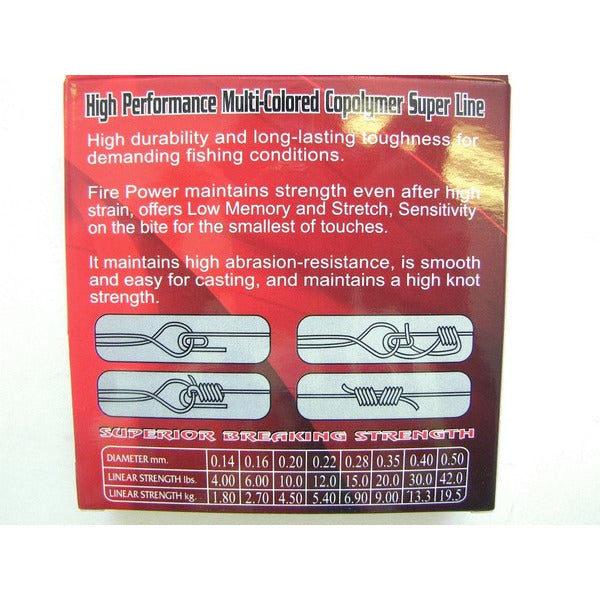 High Performance Multi-Colored Copolymer Super Line
High durability and long-lasting toughness for
demanding fishing conditions.
Fire Power maintains strength even after high
strain, offers Low Memory and Stretch, Sensitivity
on the bite for the smallest of touches.
It maintains high abrasion-resistance, is smooth
and easy for casting, and maintains a high knot
strength.
SUPERIOR BREAKING STRENGTH
DIAMETER mm. 0.14 0.16 0.20 0.22 0.28 0.35 0.40 0.50
LINEAR STRENGTH lbs. 4.00 6.00 10.0 12.0 15.0 20.0 30.0 42.0
LINEAR STRENGTH kg. 1.80 2.70 4.50 5.40 6.90 9.00 13.3 19.5